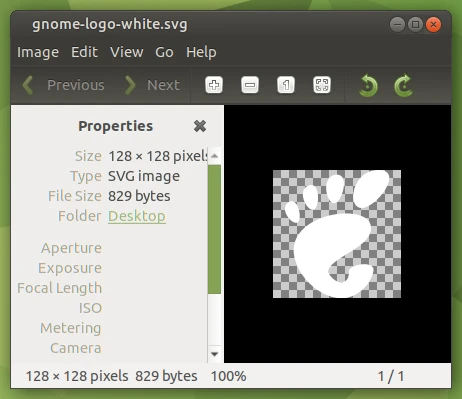 gnome-logo-white.svg
Image Edit View Go Help
Previous Next
Properties
Size 128 × 128 pixels
Type SVG image
File Size 829 bytes
Folder Desktop
Aperture
Exposure
Focal Length
ISO
Metering
Camera
128 × 128 pixels 829 bytes 100% 1 / 1